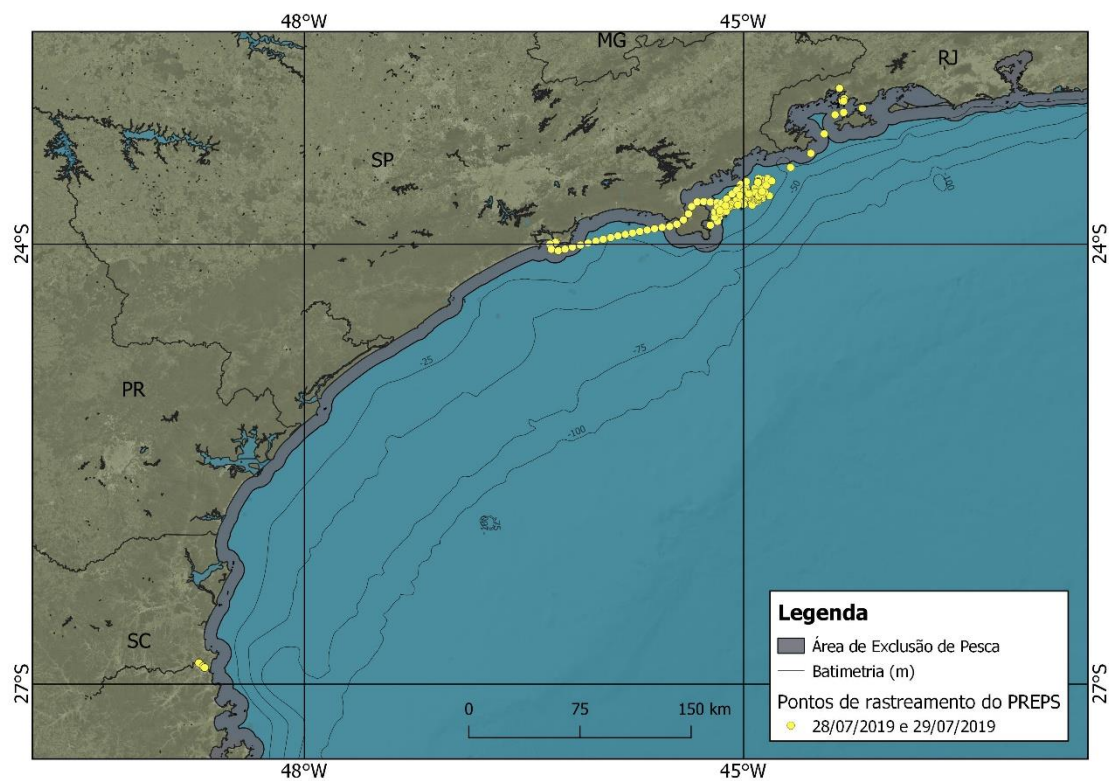 48°W
45°W
MG
RJ
SP
-50
-100
24°S
24°S
-25
-75
PR
-100
-75
-100
Legenda
Área de Exclusão de Pesca
Batimetria (m)
Pontos de rastreamento do PREPS
28/07/2019 e 29/07/2019
SC
27°S
27°S
0 75 150 km
48°W
45°W